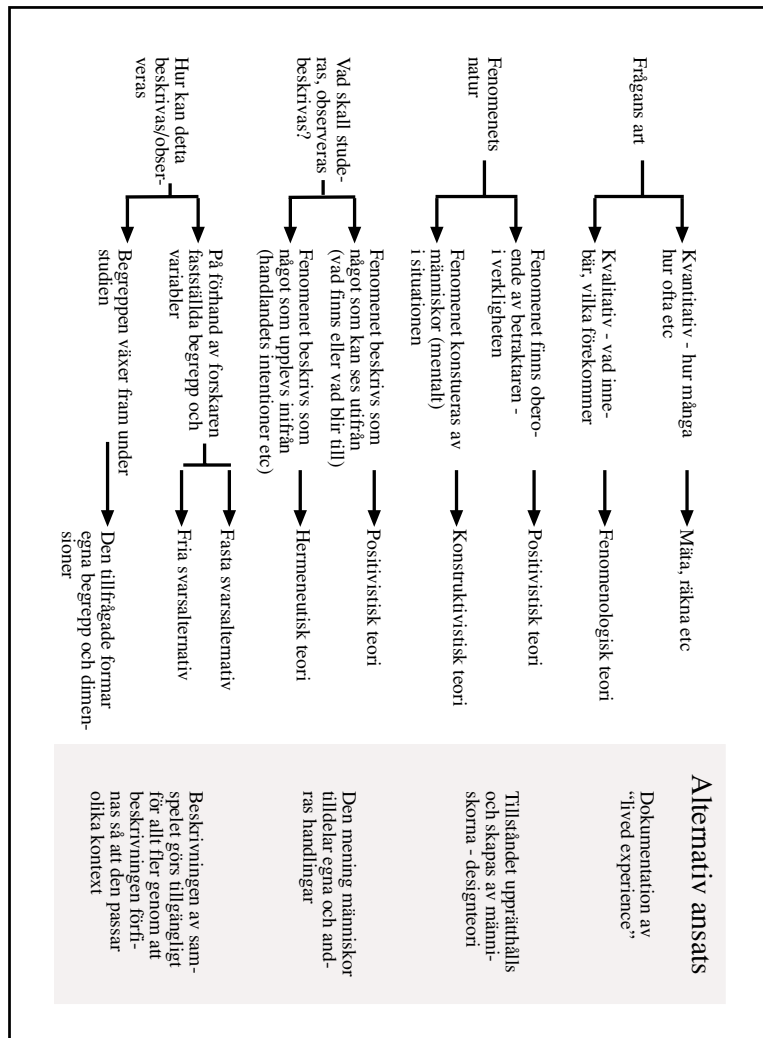 Alternativ ansats
Frågans art
Kvantitativ - hur många
hur ofta etc
Mäta, räkna etc
Kvalitativ - vad inne-
bär, vilka förekommer
Fenomenologisk teori
Dokumentation av
“lived experience”
Fenomenets
natur
Fenomenet finns obero-
ende av betraktaren -
i verkligheten
Positivistisk teori
Fenomenet konstueras av
människor (mentalt)
i situationen
Konstruktivistisk teori
Tillståndet upprätthålls
och skapas av männi-
skorna - designteori
Vad skall stude-
ras, observeras
beskrivas?
Fenomenet beskrivs som
något som kan ses utifrån
(vad finns eller vad blir till)
Positivistisk teori
Fenomenet beskrivs som
något som upplevs inifrån
(handlandets intentioner etc)
Hermeneutisk teori
Den mening människor
tilldelar egna och and-
ras handlingar
Hur kan detta
beskrivas/obser-
veras
På förhand av forskaren
fastställda begrepp och
variabler
Fasta svarsalternativ
Fria svarsalternativ
Begreppen växer fram under
studien
Den tillfrågade formar
egna begrepp och dimen-
sioner
Beskrivningen av sam-
spelet görs tillgängligt
för allt fler genom att
beskrivningen förfi-
nas så att den passar
olika kontext